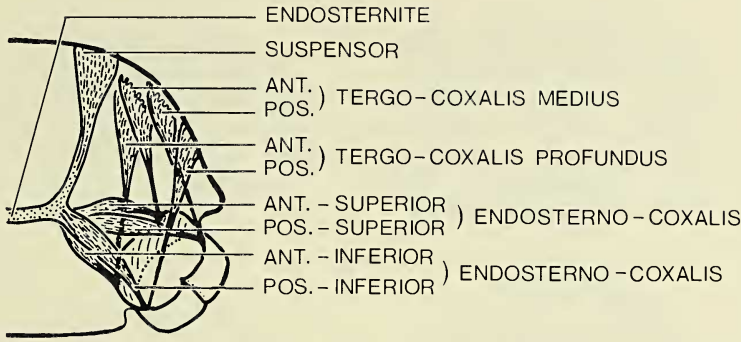 ENDOSTERNITE
SUSPENSOR
ANT.
POS. ) TERGO-COXALIS MEDIUS
ANT.
POS. ) TERGO-COXALIS PROFUNDUS
ANT.-SUPERIOR
POS.-SUPERIOR ) ENDOSTERNO-COXALIS
ANT.-INFERIOR
POS.-INFERIOR ) ENDOSTERNO-COXALIS